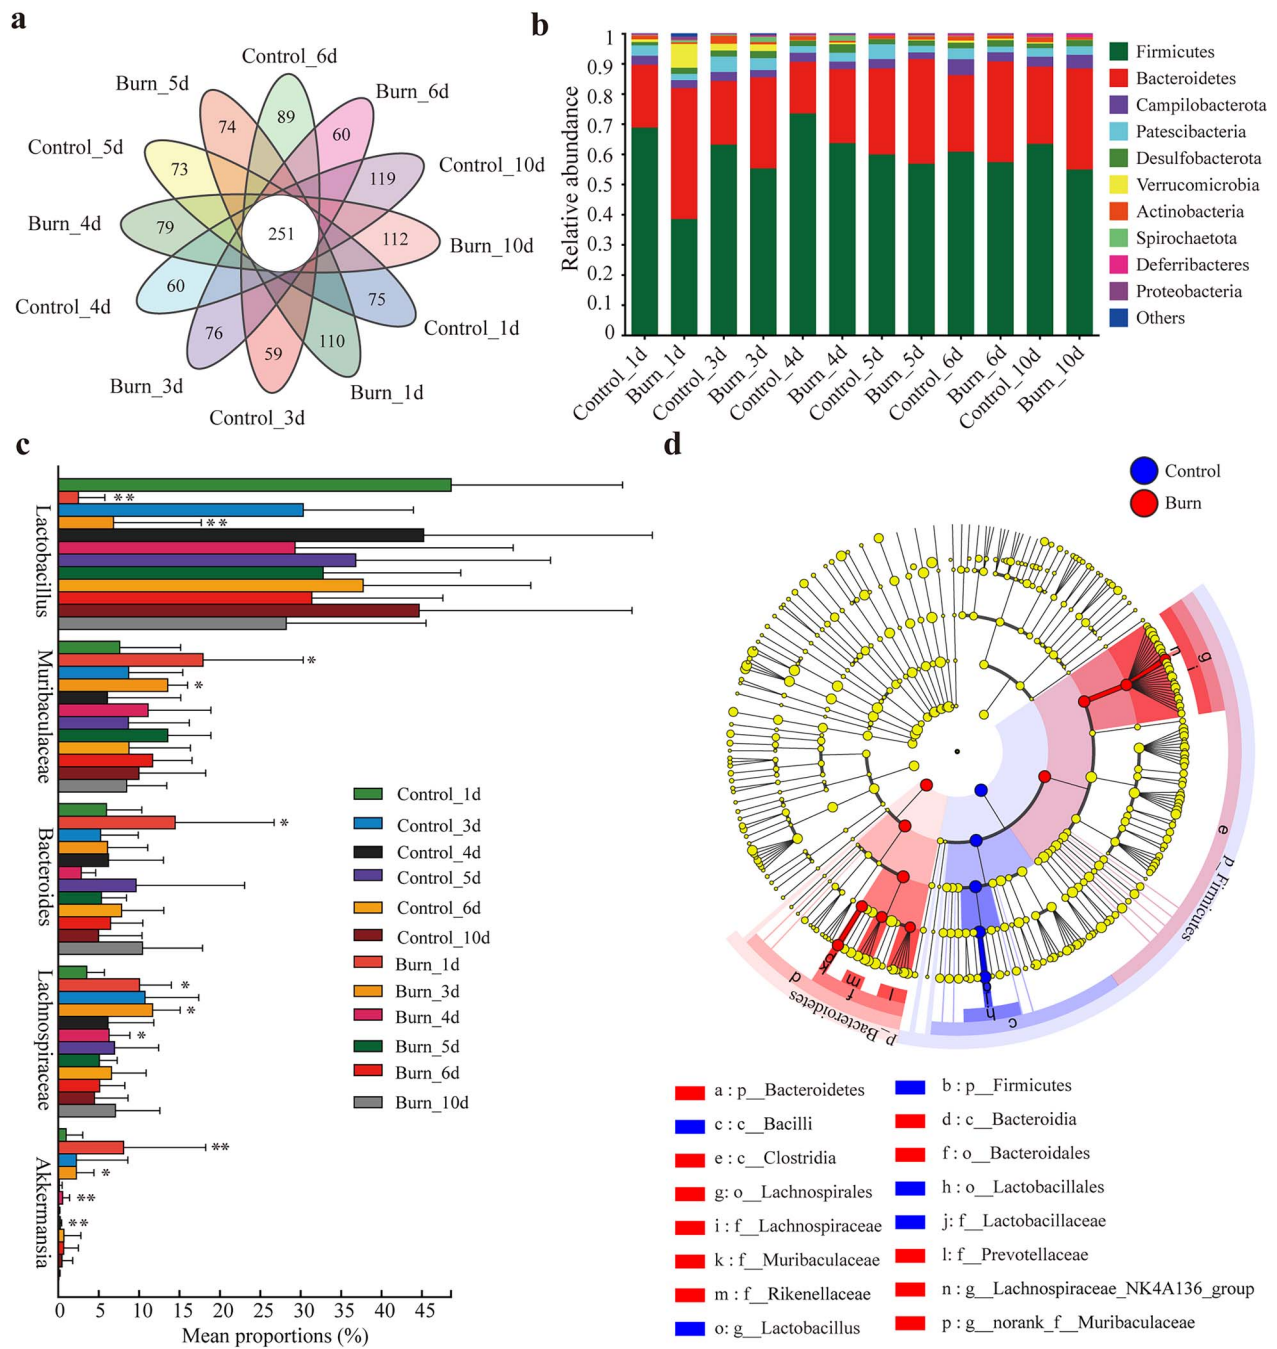 a
Control_6d
Burn_5d
Burn_6d
Control_5d
Control_10d
Burn_4d
Burn_10d
Control_4d
Control_1d
Burn_3d
Burn_1d
Control_3d
89
74
60
73
119
79
251
112
60
75
76
59
110
b
Relative abundance
1
0.9
0.8
0.7
0.6
0.5
0.4
0.3
0.2
0.1
0
Control_1d
Burn_1d
Control_3d
Burn_3d
Control_4d
Burn_4d
Control_5d
Burn_5d
Control_6d
Burn_6d
Control_10d
Burn_10d
Firmicutes
Bacteroidetes
Campilobacterota
Patescibacteria
Desulfobacterota
Verrucomicrobia
Actinobacteria
Spirochaetota
Deferribacteres
Proteobacteria
Others
c
Lactobacillus
**
**
Muribaculaceae
*
*
Bacteroides
*
Lachnospiraceae
*
*
*
Akkermansia
**
*
**
**
0 5 10 15 20 25 30 35 40 45
Mean proportions (%)
Control_1d
Control_3d
Control_4d
Control_5d
Control_6d
Control_10d
Burn_1d
Burn_3d
Burn_4d
Burn_5d
Burn_6d
Burn_10d
d
Control
Burn
n
i
g
e
p_Firmicutes
c
h
l
m
f
k
d
p_Bacteroidetes
a : p__Bacteroidetes
b : p__Firmicutes
c : c__Bacilli
d : c__Bacteroidia
e : c__Clostridia
f : o__Bacteroidales
g: o__Lachnospirales
h : o__Lactobacillales
i : f__Lachnospiraceae
j: f__Lactobacillaceae
k : f__Muribaculaceae
l: f__Prevotellaceae
m : f__Rikenellaceae
n : g__Lachnospiraceae_NK4A136_group
o: g__Lactobacillus
p : g__norank_f__Muribaculaceae